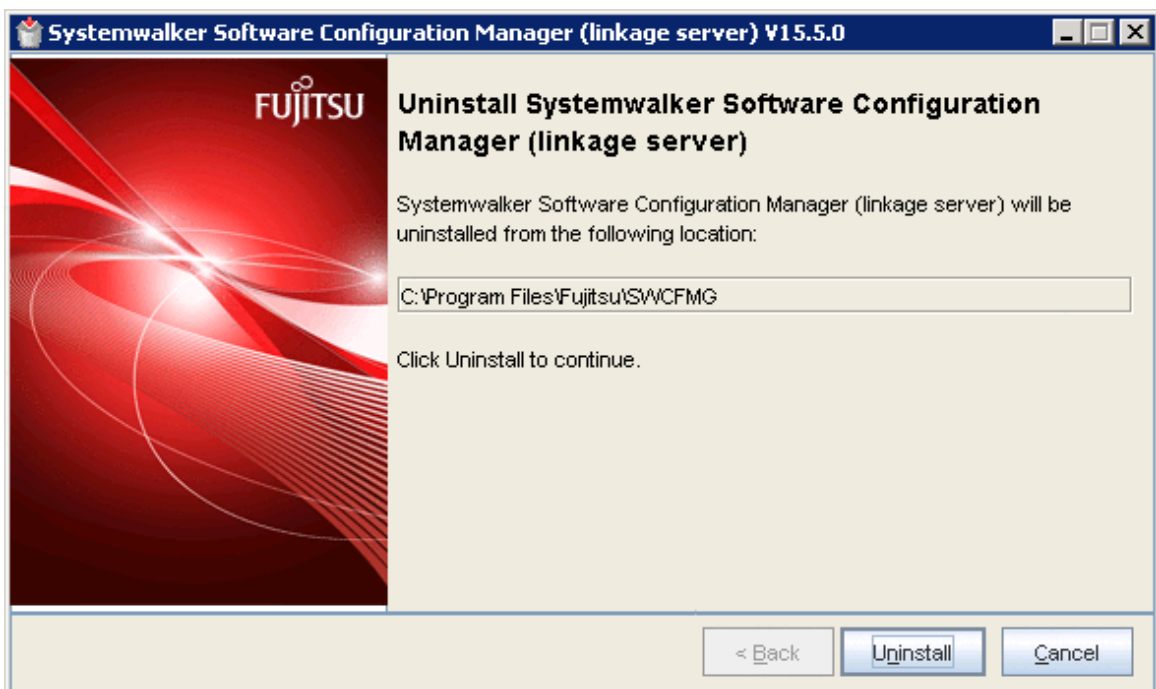 Systemwalker Software Configuration Manager (linkage server) V15.5.0
FUJITSU
Uninstall Systemwalker Software Configuration
Manager (linkage server)
Systemwalker Software Configuration Manager (linkage server) will be
uninstalled from the following location:
C:\Program Files\Fujitsu\SWCFMG
Click Uninstall to continue.
< Back
Uninstall
Cancel